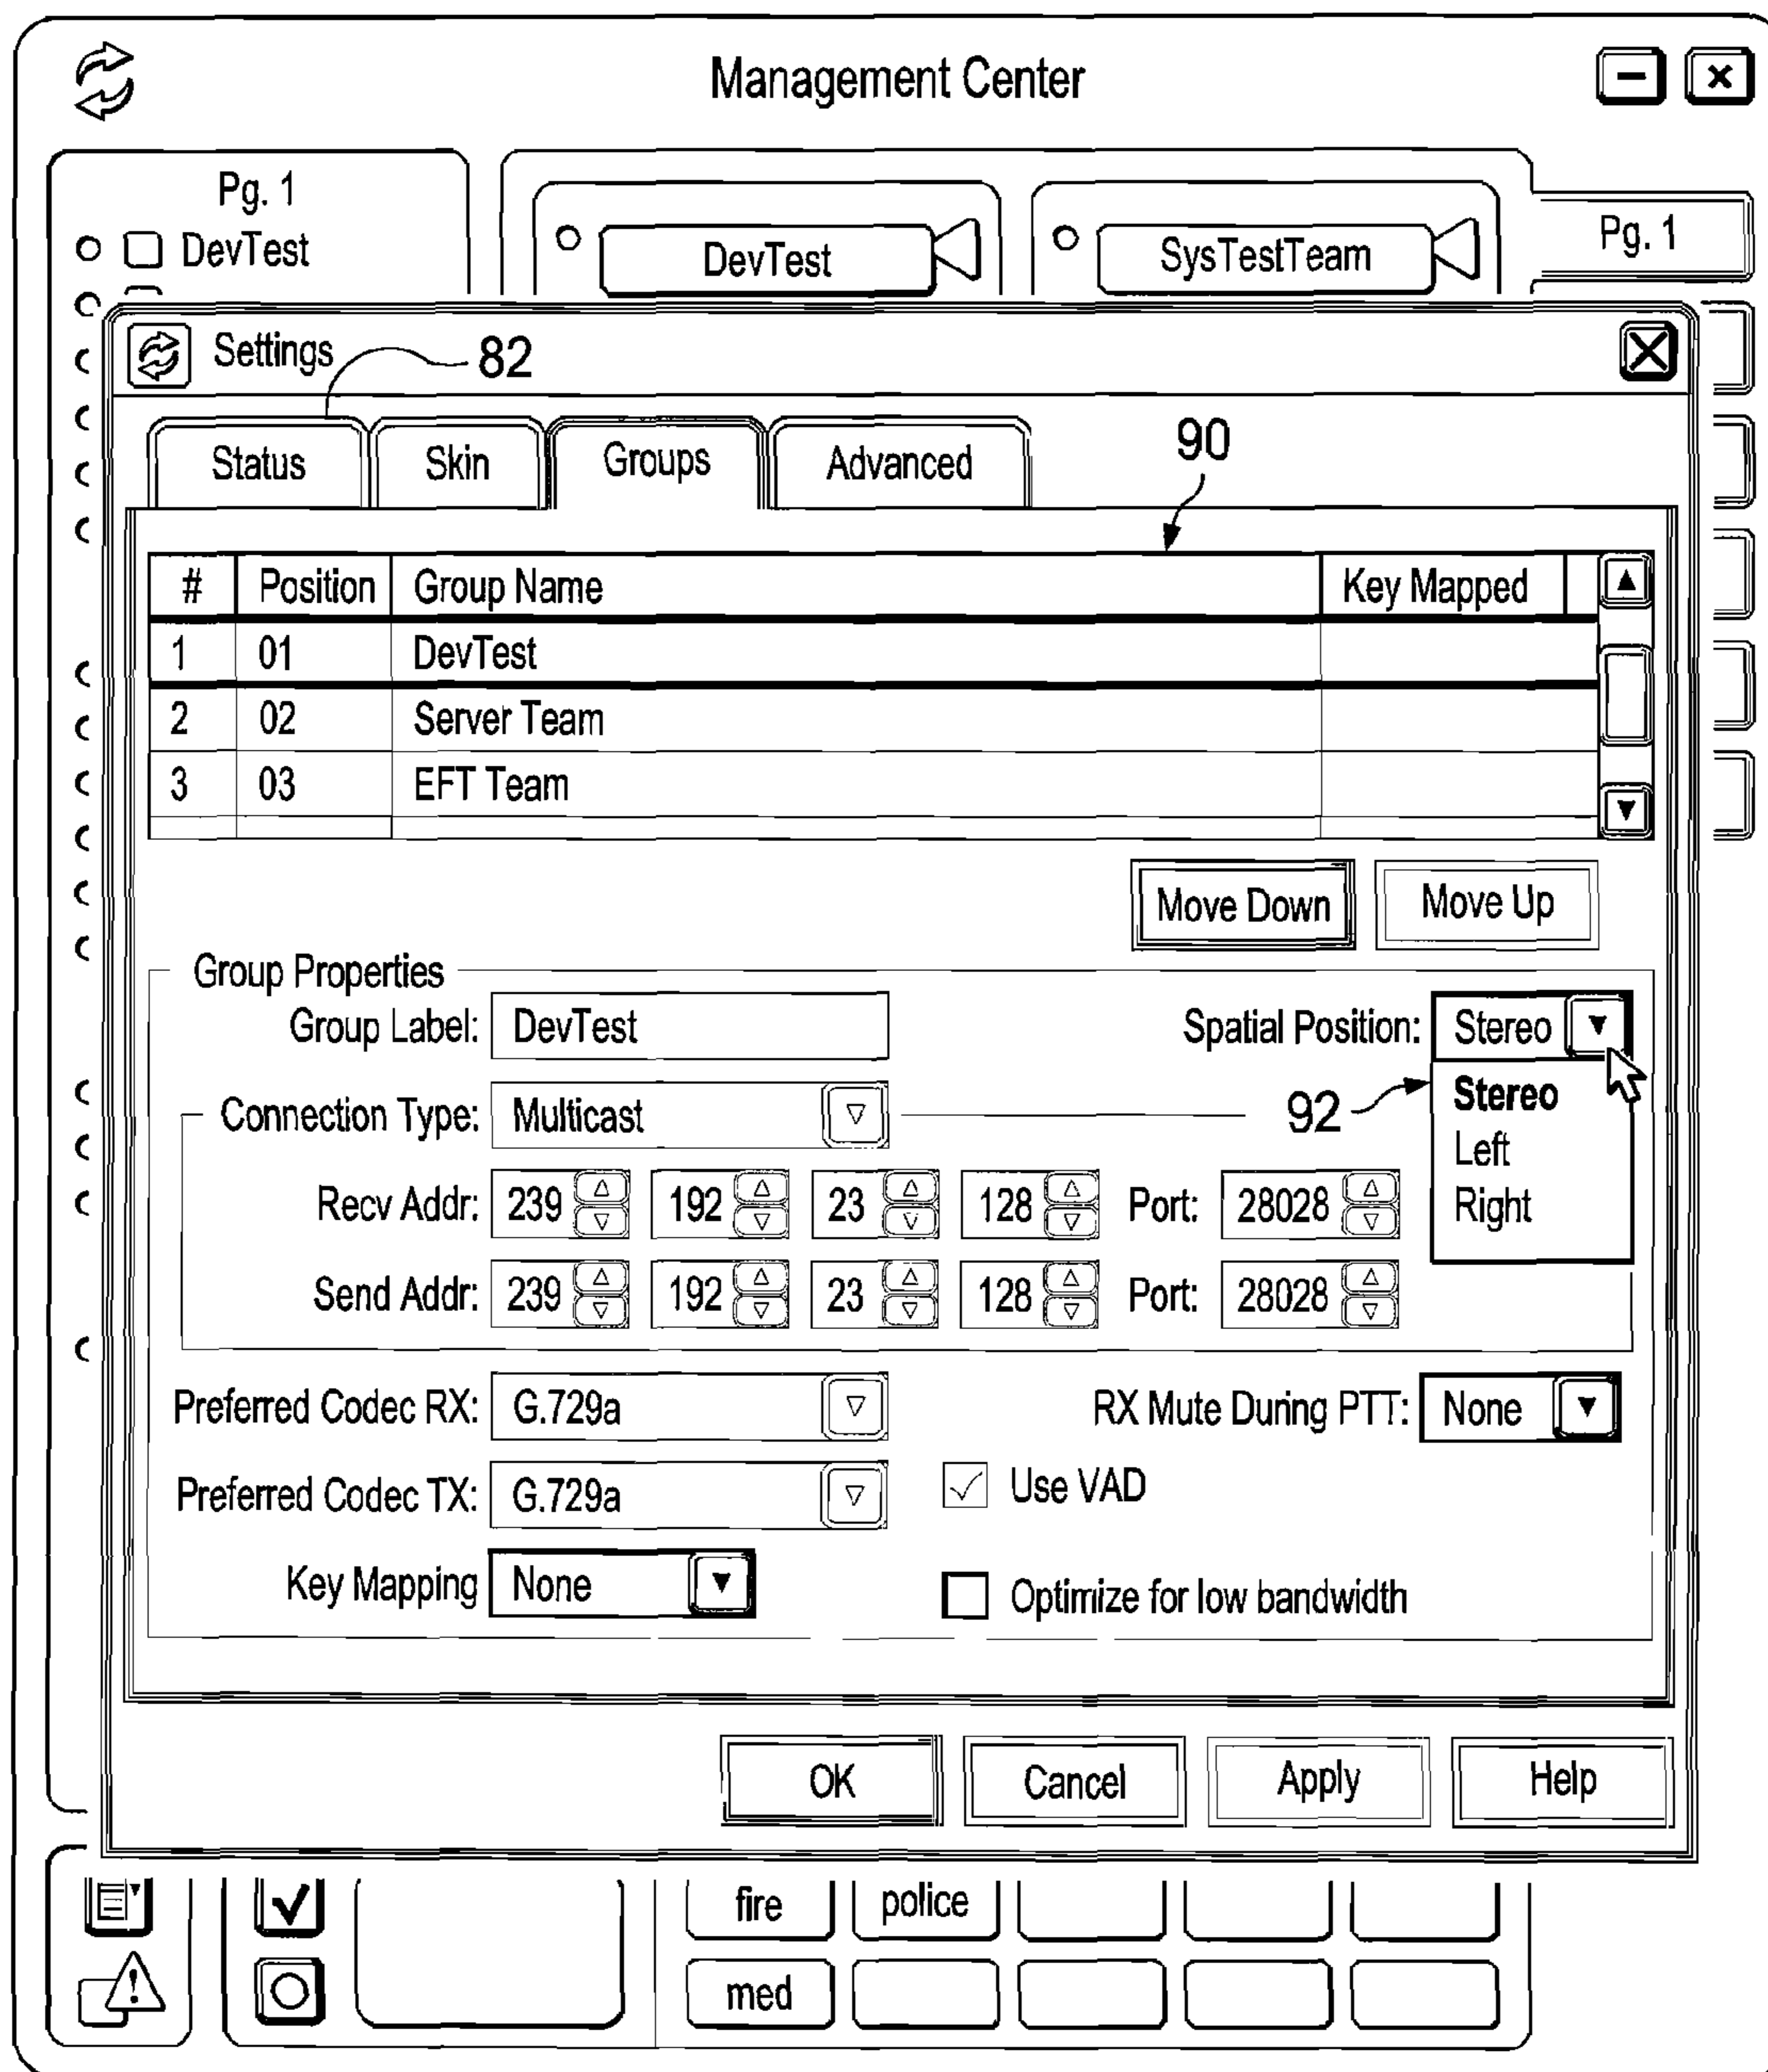 Management Center
Pg. 1
DevTest
DevTest
SysTestTeam
Pg. 1
Settings
82
Status Skin Groups Advanced
90
# Position Group Name Key Mapped
1 01 DevTest
2 02 Server Team
3 03 EFT Team
Move Down Move Up
Group Properties
Group Label: DevTest Spatial Position: Stereo
92
Stereo
Left
Right
Connection Type: Multicast
Recv Addr: 239 192 23 128 Port: 28028
Send Addr: 239 192 23 128 Port: 28028
Preferred Codec RX: G.729a RX Mute During PTT: None
Preferred Codec TX: G.729a Use VAD
Key Mapping None Optimize for low bandwidth
OK Cancel Apply Help
fire police
med